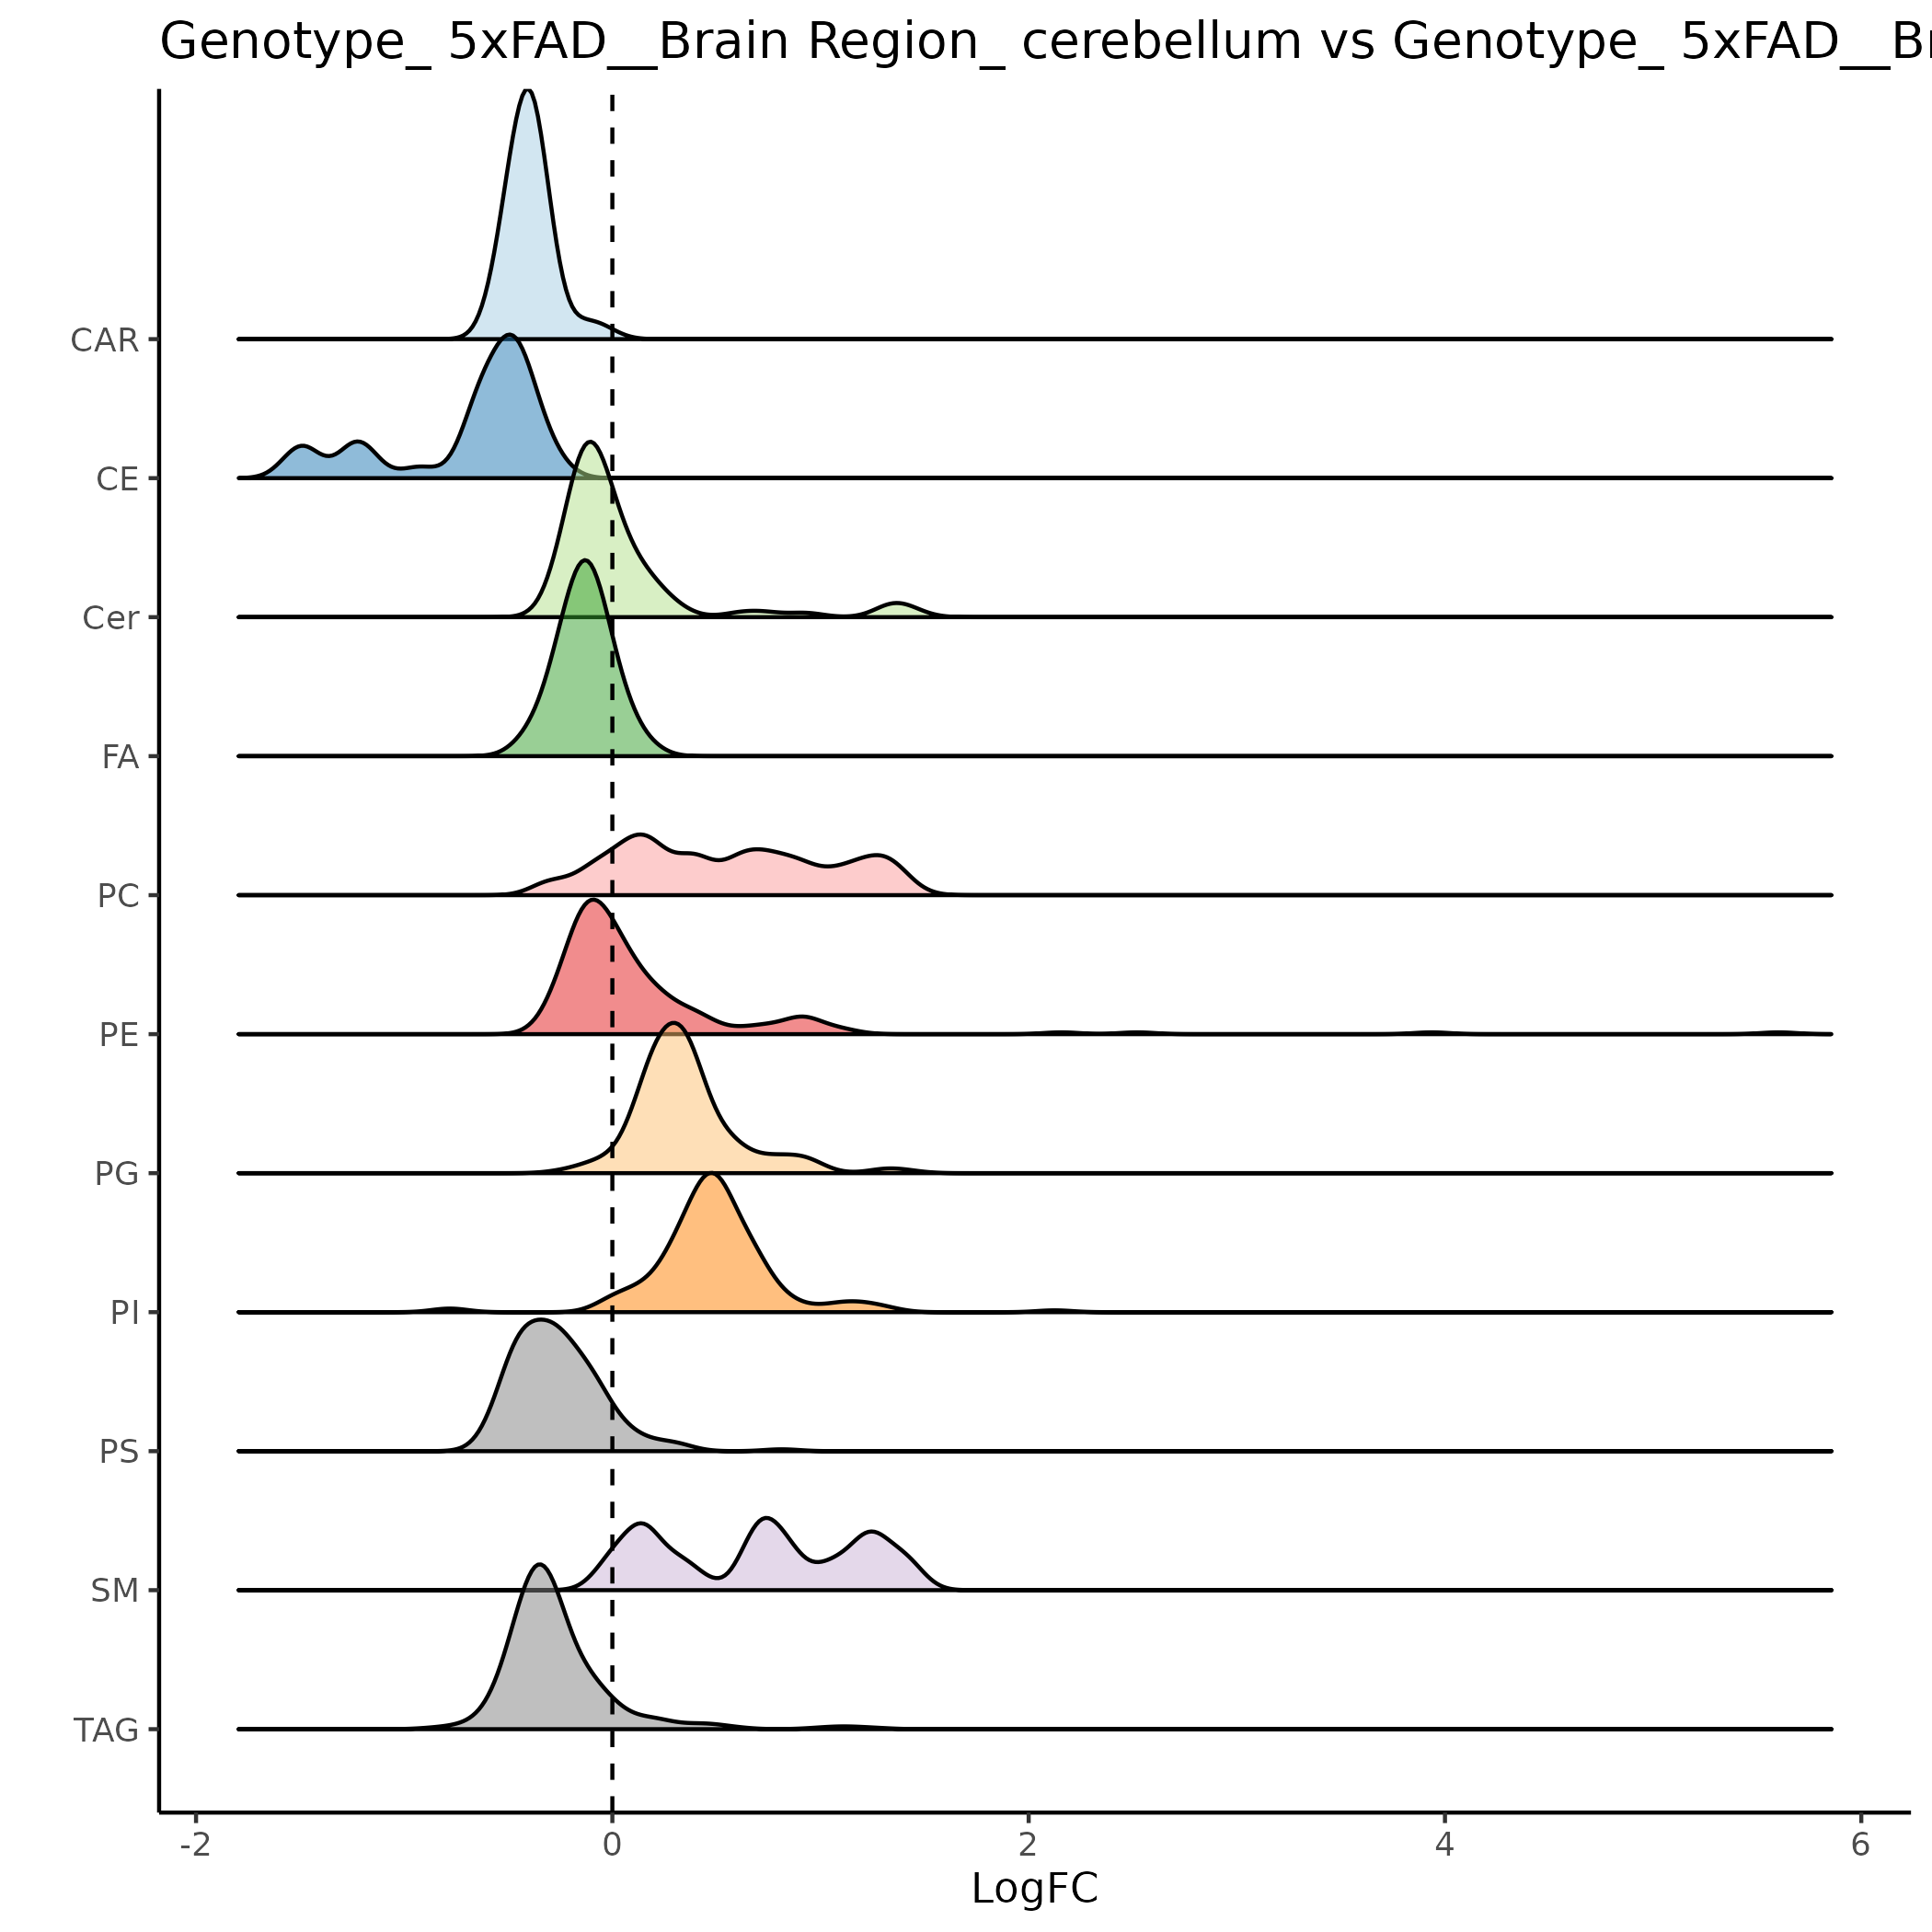 Genotype_ 5xFAD__Brain Region_ cerebellum vs Genotype_ 5xFAD__B
CAR
CE
Cer
FA
PC
PE
PG
PI
PS
SM
TAG
-2 0 2 4 6
LogFC